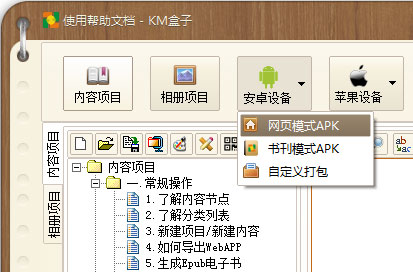 使用帮助文档 - KM盒子
内容项目
相册项目
安卓设备
苹果设备
网页模式APK
书刊模式APK
自定义打包
内容项目
相册项目
内容项目
一. 常规操作
1. 了解内容节点
2. 了解分类列表
3. 新建项目/新建内容
4. 如何导出WebAPP
5. 生成Epub电子书